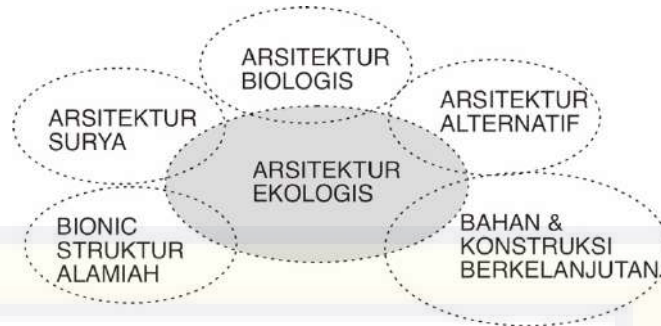 ARSITEKTUR
BIOLOGIS
ARSITEKTUR
SURYA
ARSITEKTUR
ALTERNATIF
ARSITEKTUR
EKOLOGIS
BIONIC
STRUKTUR
ALAMIAH
BAHAN &
KONSTRUKSI
BERKELANJUTAN